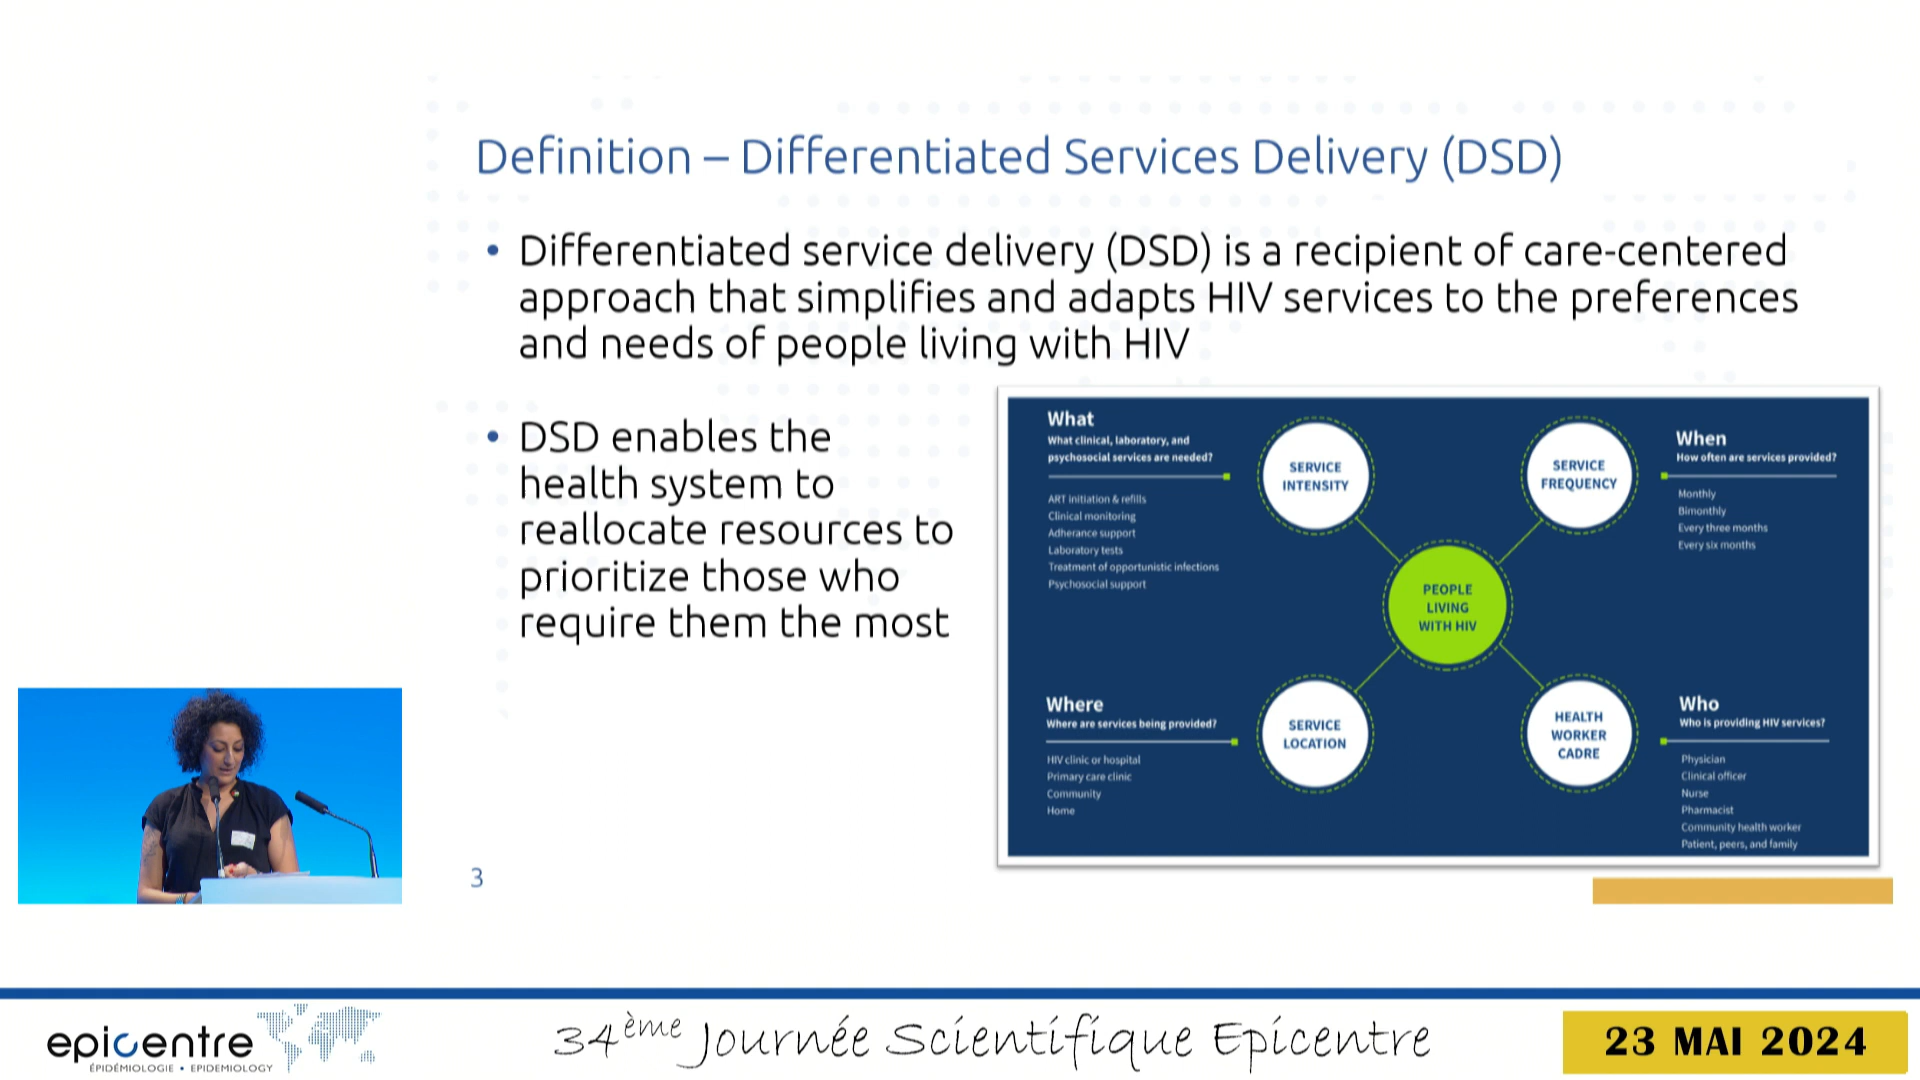 Definition – Differentiated Services Delivery (DSD)
• Differentiated service delivery (DSD) is a recipient of care-centered
approach that simplifies and adapts HIV services to the preferences
and needs of people living with HIV
• DSD enables the
health system to
reallocate resources to
prioritize those who
require them the most
What
What clinical, laboratory, and
psychosocial services are needed?
ART initiation & refills
Clinical monitoring
Adherance support
Laboratory tests
Treatment of opportunistic infections
Psychosocial support
SERVICE
INTENSITY
SERVICE
FREQUENCY
When
How often are services provided?
Monthly
Bimonthly
Every three months
Every six months
PEOPLE
LIVING
WITH HIV
Where
Where are services being provided?
HIV clinic or hospital
Primary care clinic
Community
Home
SERVICE
LOCATION
HEALTH
WORKER
CADRE
Who
Who is providing HIV services?
Physician
Clinical officer
Nurse
Pharmacist
Community health worker
Patient, peers, and family
3
epicentre
ÉPIDÉMIOLOGIE • EPIDEMIOLOGY
34ème Journée Scientifique Epicentre
23 MAI 2024